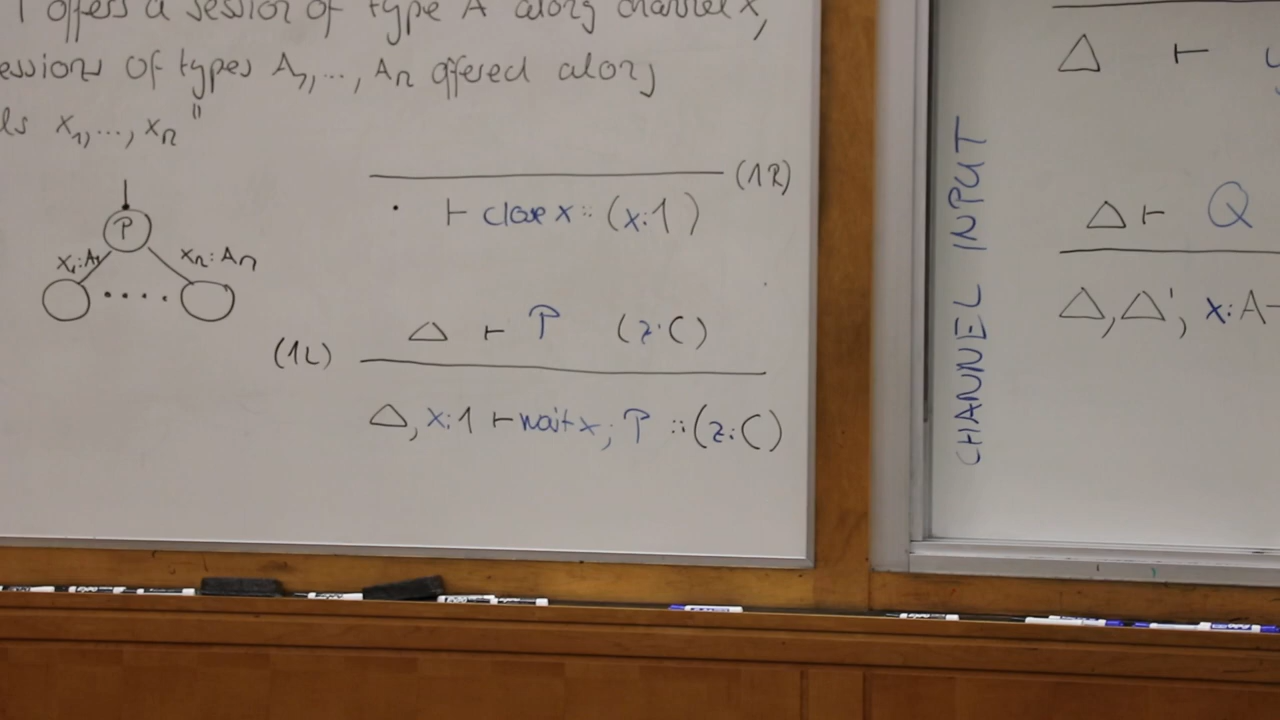 offers a session of type A along channel x,
essions of types A₁,..., Aₙ offered along
ls x₁,..., xₙ"
P
x₁:A₁ xₙ:Aₙ
(1R)
· ⊢ close x :: (x:1)
Δ ⊢ P (z:C)
(1L)
Δ, x:1 ⊢ wait x; P :: (z:C)
CHANNEL INPUT
Δ ⊢
Δ ⊢ Q
Δ, Δ', x:A